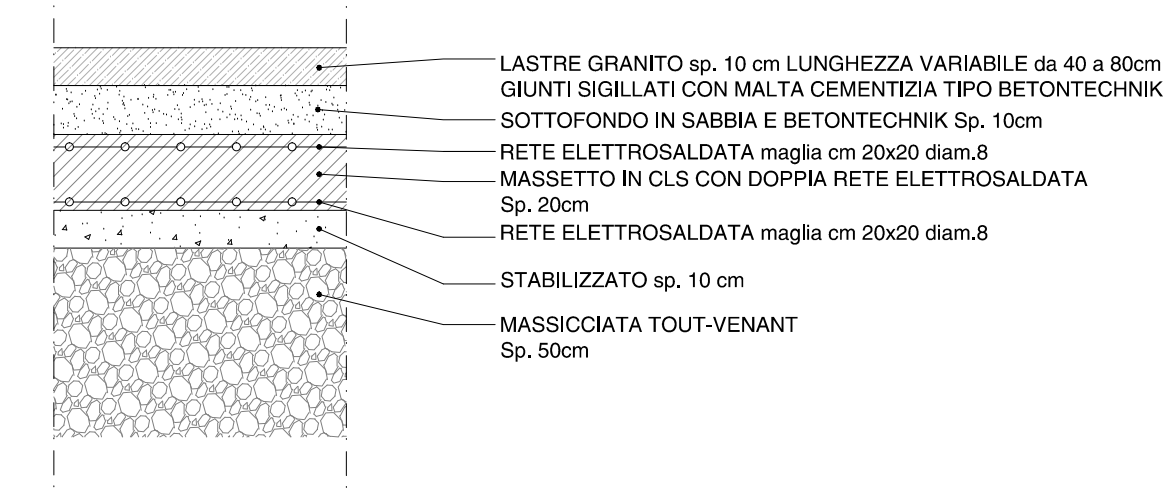 LASTRE GRANITO sp. 10 cm LUNGHEZZA VARIABILE da 40 a 80cm
GIUNTI SIGILLATI CON MALTA CEMENTIZIA TIPO BETONTECHNIK
SOTTOFONDO IN SABBIA E BETONTECHNIK Sp. 10cm
RETE ELETTROSALDATA maglia cm 20x20 diam.8
MASSETTO IN CLS CON DOPPIA RETE ELETTROSALDATA
Sp. 20cm
RETE ELETTROSALDATA maglia cm 20x20 diam.8
STABILIZZATO sp. 10 cm
MASSICCIATA TOUT-VENANT
Sp. 50cm